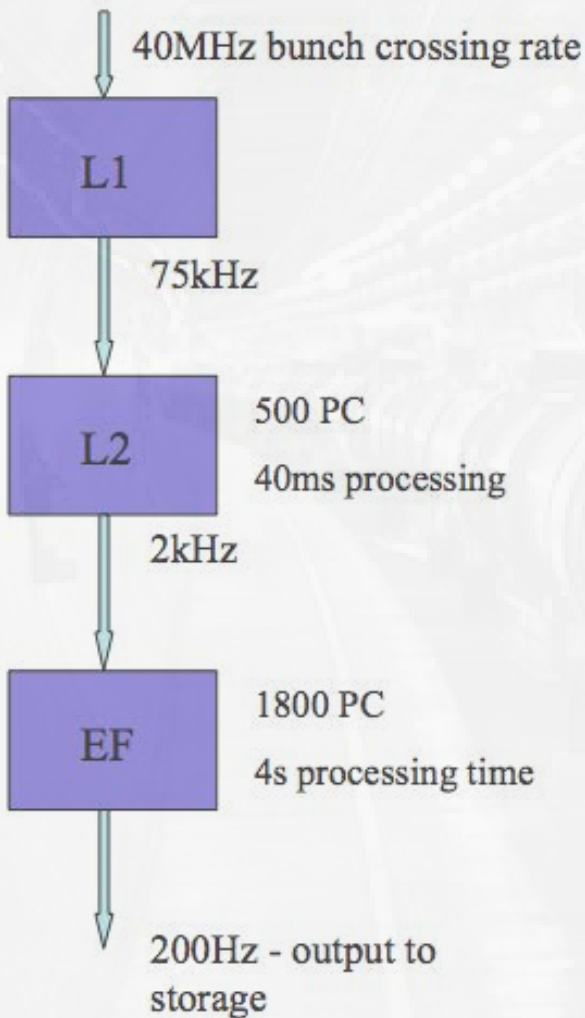 40MHz bunch crossing rate
L1
75kHz
L2
500 PC
40ms processing
2kHz
EF
1800 PC
4s processing time
200Hz - output to
storage